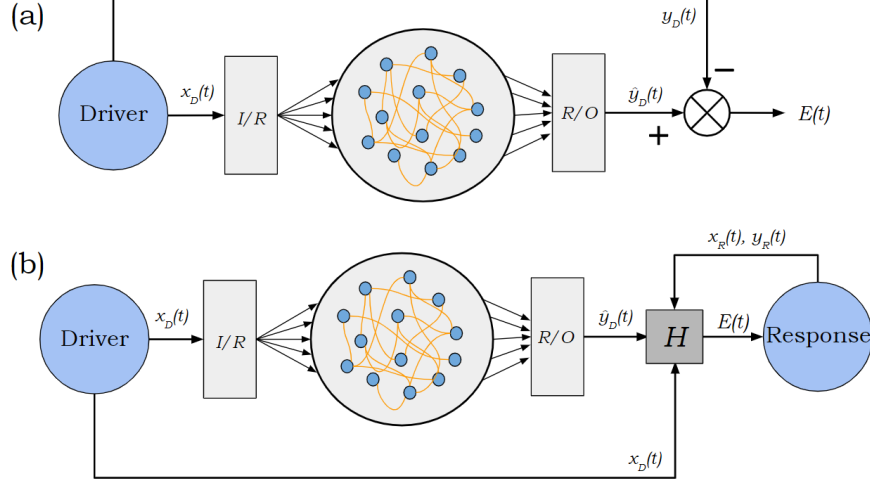 (a)
y_D(t)
Driver
x_D(t)
I/R
R/O
ŷ_D(t)
−
+
E(t)
(b)
x_R(t), y_R(t)
Driver
x_D(t)
I/R
R/O
ŷ_D(t)
H
E(t)
Response
x_D(t)